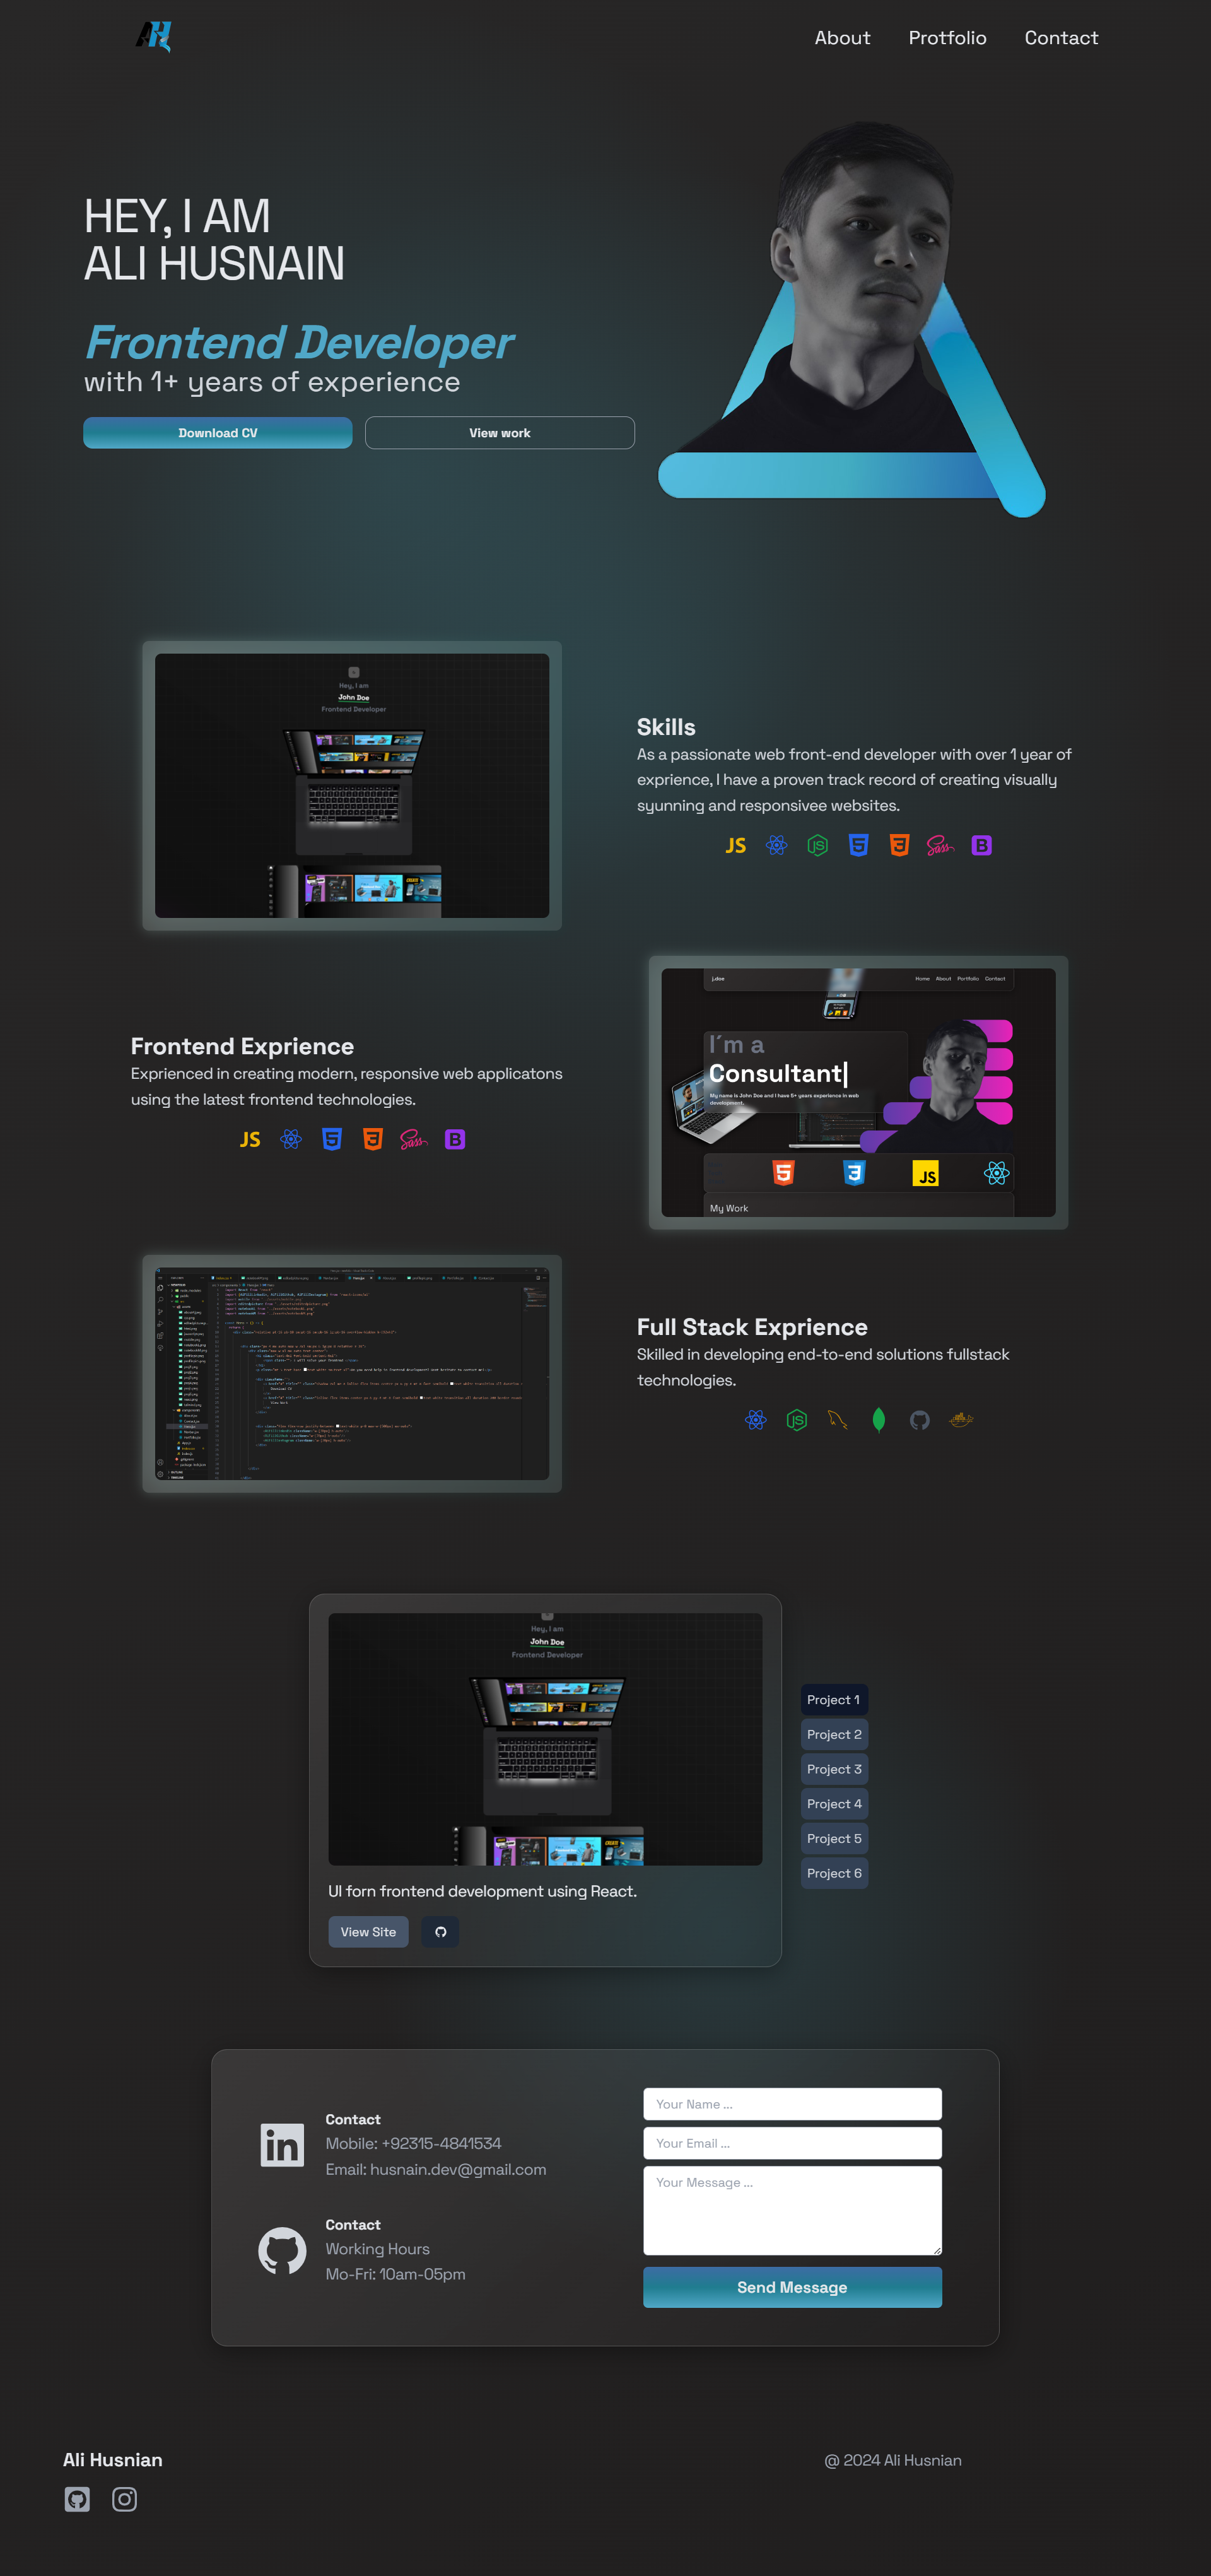 AH
About
Protfolio
Contact
HEY, I AM
ALI HUSNAIN
Frontend Developer
with 1+ years of experience
Download CV
View work
Hey, I am
John Doe
Frontend Developer
Skills
As a passionate web front-end developer with over 1 year of
exprience, I have a proven track record of creating visually
syunning and responsivee websites.
JS
Sass
B
Frontend Exprience
Exprienced in creating modern, responsive web applicatons
using the latest frontend technologies.
JS
Sass
B
j.doe
Home
About
Portfolio
Contact
I´m a
Consultant|
My name is John Doe and I have 5+ years experience in web
development.
JS
My Work
Full Stack Exprience
Skilled in developing end-to-end solutions fullstack
technologies.
Hey, I am
John Doe
Frontend Developer
UI forn frontend development using React.
View Site
Project 1
Project 2
Project 3
Project 4
Project 5
Project 6
Contact
Mobile: +92315-4841534
Email: husnain.dev@gmail.com
Contact
Working Hours
Mo-Fri: 10am-05pm
Your Name ...
Your Email ...
Your Message ...
Send Message
Ali Husnian
@ 2024 Ali Husnian